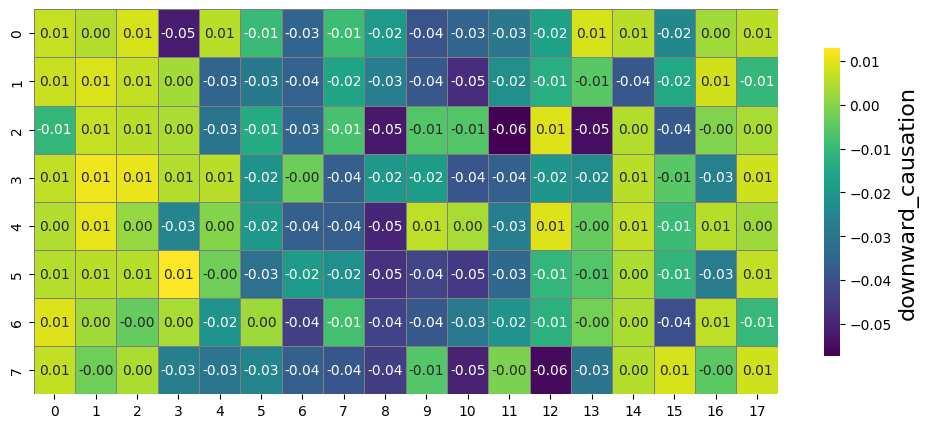 0 0.01 0.00 0.01 -0.05 0.01 -0.01 -0.03 -0.01 -0.02 -0.04 -0.03 -0.03 -0.02 0.01 0.01 -0.02 0.00 0.01
1 0.01 0.01 0.01 0.00 -0.03 -0.03 -0.04 -0.02 -0.03 -0.04 -0.05 -0.02 -0.01 -0.01 -0.04 -0.02 0.01 -0.01
2 -0.01 0.01 0.01 0.00 -0.03 -0.01 -0.03 -0.01 -0.05 -0.01 -0.01 -0.06 0.01 -0.05 0.00 -0.04 -0.00 0.00
3 0.01 0.01 0.01 0.01 0.01 -0.02 -0.00 -0.04 -0.02 -0.02 -0.04 -0.04 -0.02 -0.02 0.01 -0.01 -0.03 0.01
4 0.00 0.01 0.00 -0.03 0.00 -0.02 -0.04 -0.04 -0.05 0.01 0.00 -0.03 0.01 -0.00 0.01 -0.01 0.01 0.00
5 0.01 0.01 0.01 0.01 -0.00 -0.03 -0.02 -0.02 -0.05 -0.04 -0.05 -0.03 -0.01 -0.01 0.00 -0.01 -0.03 0.01
6 0.01 0.00 -0.00 0.00 -0.02 0.00 -0.04 -0.01 -0.04 -0.04 -0.03 -0.02 -0.01 -0.00 0.00 -0.04 0.01 -0.01
7 0.01 -0.00 0.00 -0.03 -0.03 -0.03 -0.04 -0.04 -0.04 -0.01 -0.05 -0.00 -0.06 -0.03 0.00 0.01 -0.00 0.01
0 1 2 3 4 5 6 7 8 9 10 11 12 13 14 15 16 17
0.01
0.00
−0.01
−0.02
−0.03
−0.04
−0.05
downward_causation